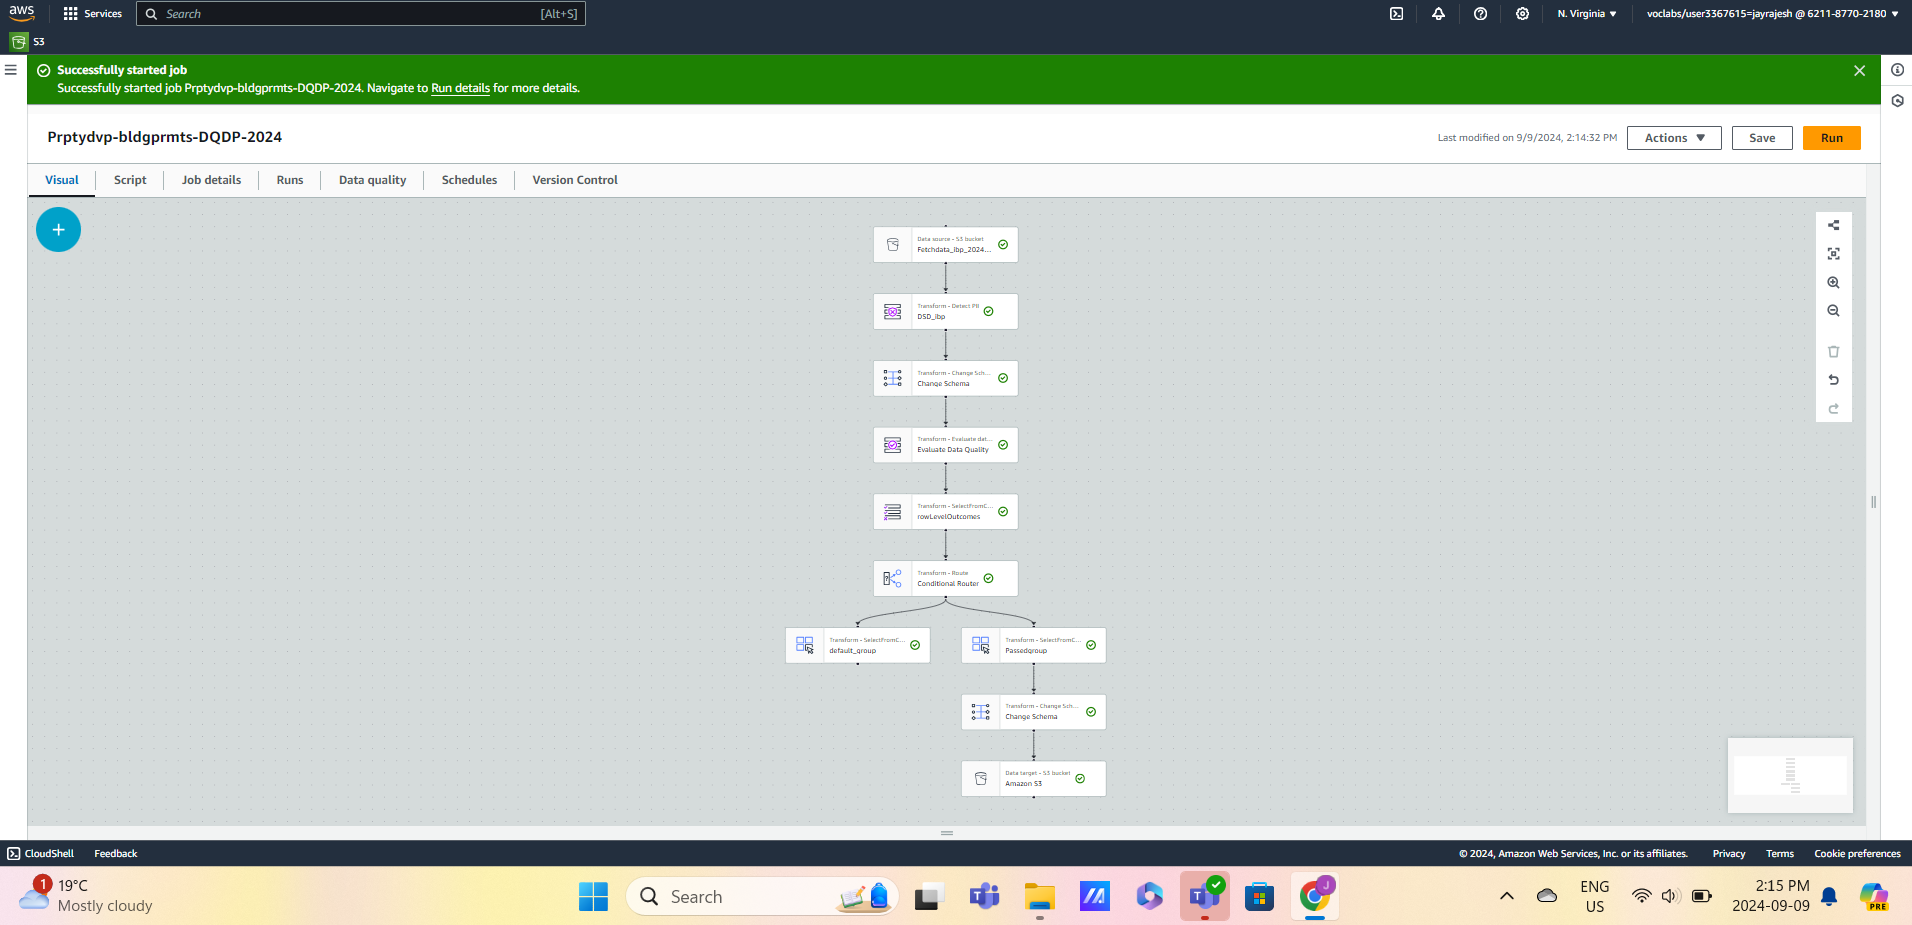 aws
Services
Search
[Alt+S]
N. Virginia
voclabs/user3367615=jayrajesh @ 6211-8770-2180
S3
Successfully started job
Successfully started job Prptydvp-bldgprmts-DQDP-2024. Navigate to Run details for more details.
Prptydvp-bldgprmts-DQDP-2024
Last modified on 9/9/2024, 2:14:32 PM
Actions
Save
Run
Visual
Script
Job details
Runs
Data quality
Schedules
Version Control
+
Data source - S3 bucket
Fetchdata_ibp_2024...
Transform - Detect PII
DSD_ibp
Transform - Change Sch...
Change Schema
Transform - Evaluate dat...
Evaluate Data Quality
Transform - SelectFromC...
rowLevelOutcomes
Transform - Route
Conditional Router
Transform - SelectFromC...
default_group
Transform - SelectFromC...
Passedgroup
Transform - Change Sch...
Change Schema
Data target - S3 bucket
Amazon S3
CloudShell
Feedback
© 2024, Amazon Web Services, Inc. or its affiliates.
Privacy
Terms
Cookie preferences
1
19°C
Mostly cloudy
Search
T
T
J
ENG
US
2:15 PM
2024-09-09
PRE